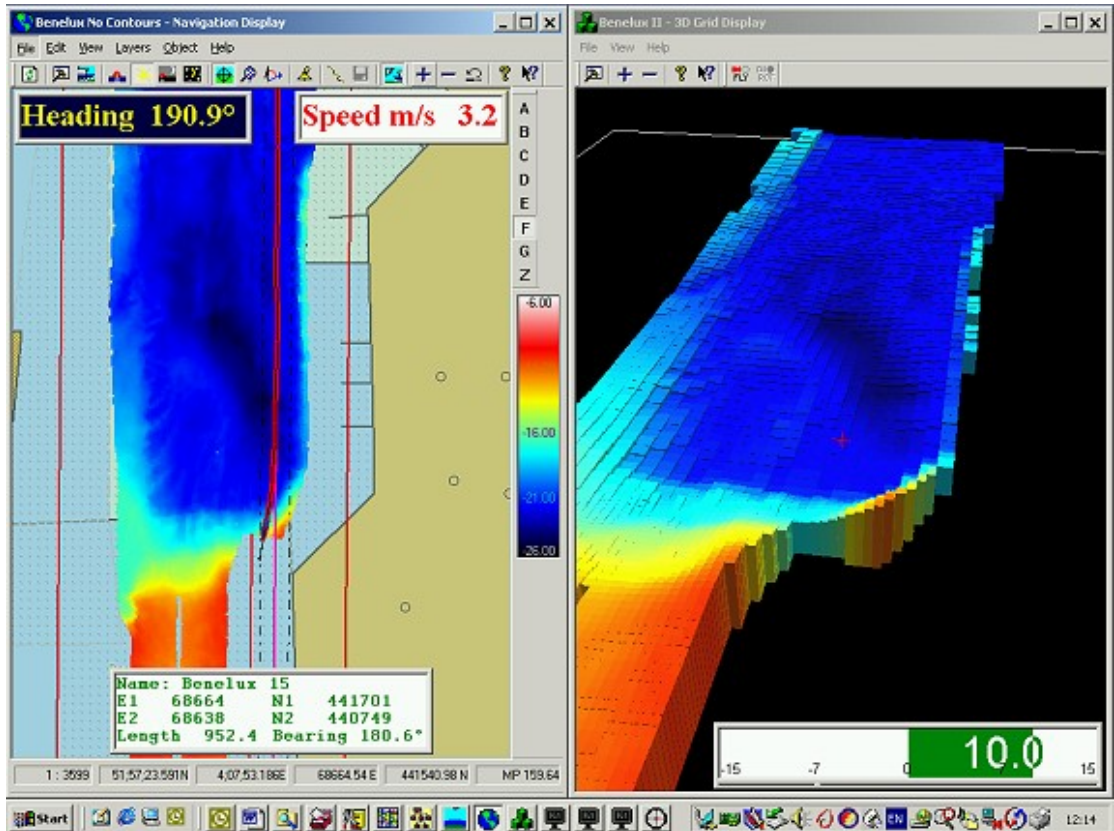 Benelux No Contours - Navigation Display
File Edit View Layers Object Help
Heading 190.9°
Speed m/s 3.2
A
B
C
D
E
F
G
Z
-6.00
-16.00
-21.00
-26.00
Name: Benelux 15
E1 68664 N1 441701
E2 68638 N2 440749
Length 952.4 Bearing 180.6°
1 : 3599 51;57;23.591N 4;07;53.186E 68664.54 E 441540.98 N MP 159.64
Benelux II - 3D Grid Display
File View Help
10.0
-15 -7 0 15
Start EN 12:14